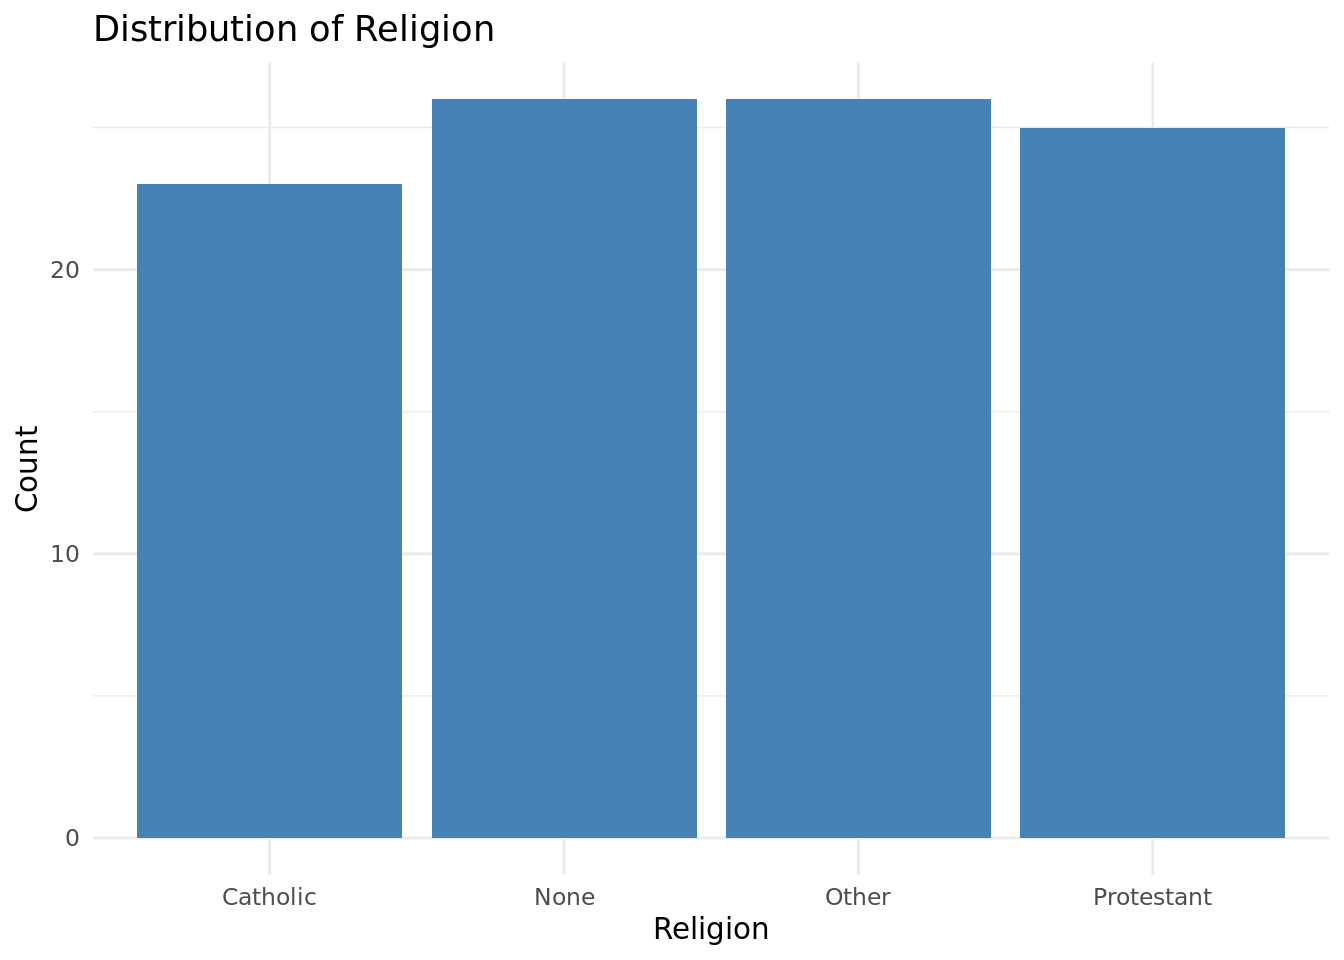 Distribution of Religion
Count
20
10
0
Catholic None Other Protestant
Religion